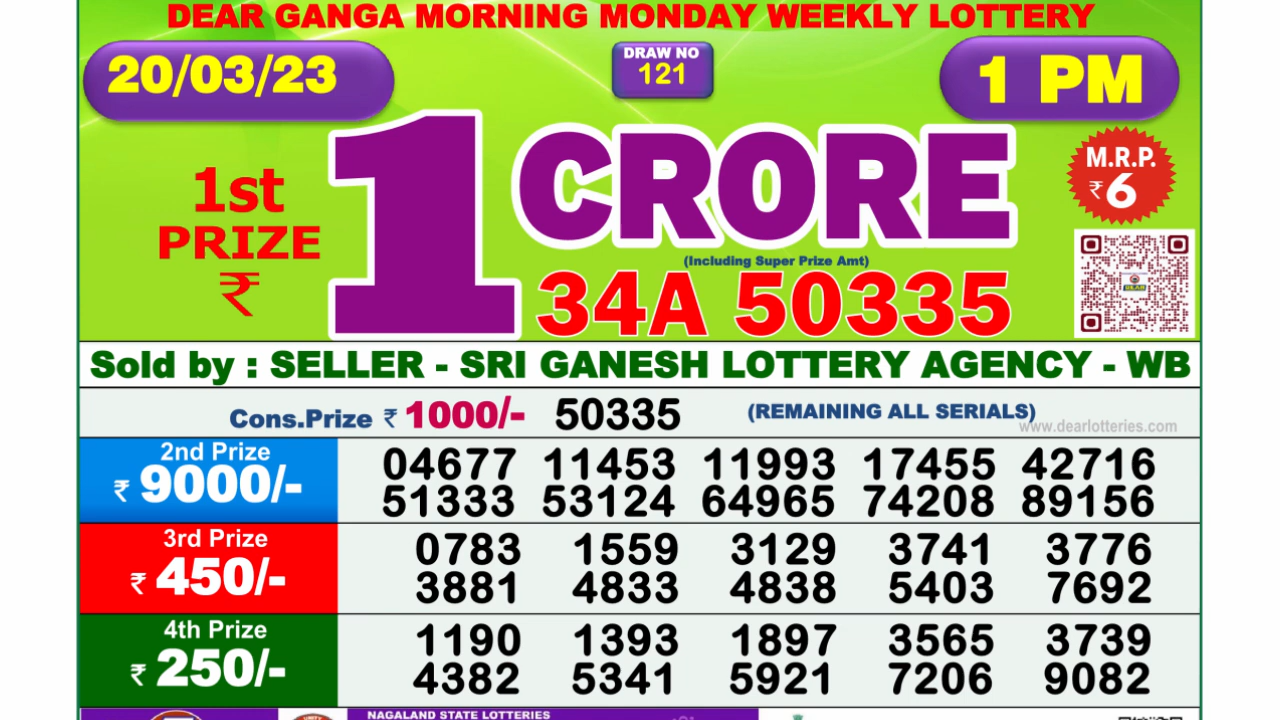 DEAR GANGA MORNING MONDAY WEEKLY LOTTERY
20/03/23
DRAW NO
121
1 PM
1st
PRIZE
₹
1 CRORE
M.R.P.
₹6
(Including Super Prize Amt)
34A 50335
Sold by : SELLER - SRI GANESH LOTTERY AGENCY - WB
Cons.Prize ₹ 1000/- 50335 (REMAINING ALL SERIALS)
www.dearlotteries.com
2nd Prize
₹ 9000/-
04677 11453 11993 17455 42716
51333 53124 64965 74208 89156
3rd Prize
₹ 450/-
0783 1559 3129 3741 3776
3881 4833 4838 5403 7692
4th Prize
₹ 250/-
1190 1393 1897 3565 3739
4382 5341 5921 7206 9082
NAGALAND STATE LOTTERIES